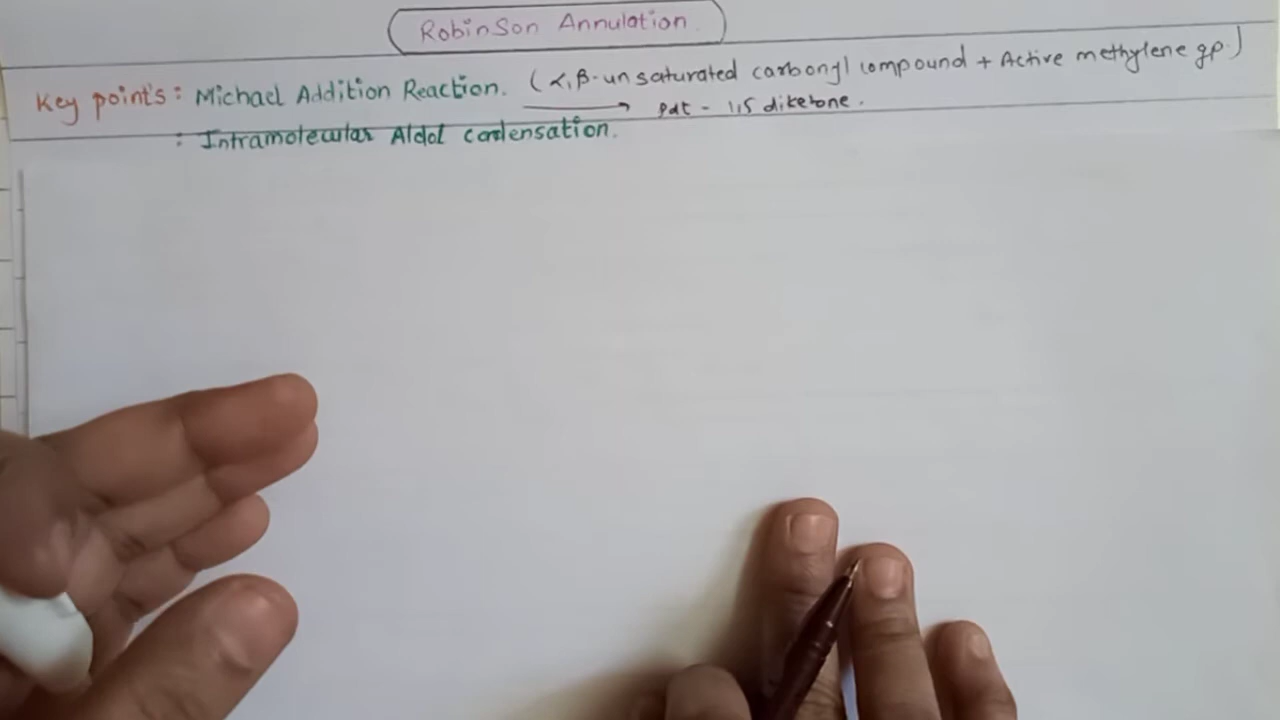 Robinson Annulation
Key point's: Michael Addition Reaction. (α,β-unsaturated carbonyl compound + Active methylene gp.)
→ pdt - 1,5 diketone.
: Intramolecular Aldol condensation.